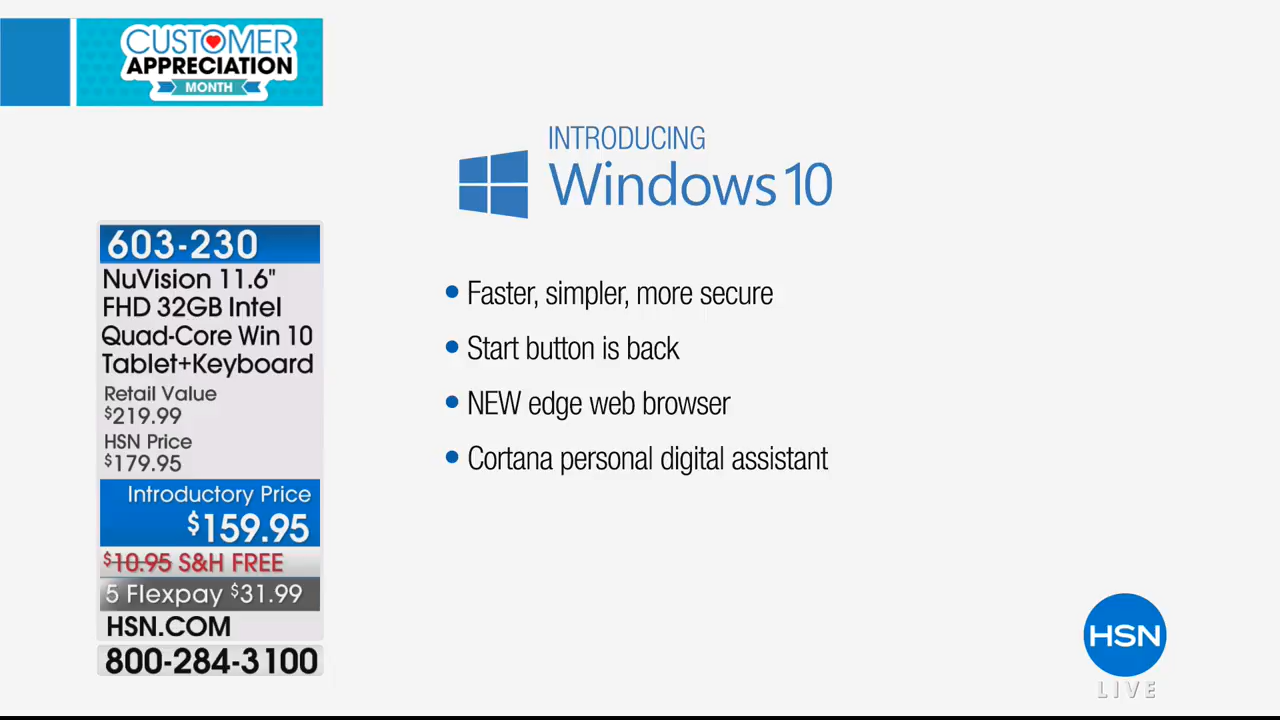 CUSTOMER
APPRECIATION
MONTH
INTRODUCING
Windows 10
• Faster, simpler, more secure
• Start button is back
• NEW edge web browser
• Cortana personal digital assistant
603-230
NuVision 11.6"
FHD 32GB Intel
Quad-Core Win 10
Tablet+Keyboard
Retail Value
$219.99
HSN Price
$179.95
Introductory Price
$159.95
$10.95 S&H FREE
5 Flexpay $31.99
HSN.COM
800-284-3100
HSN
LIVE